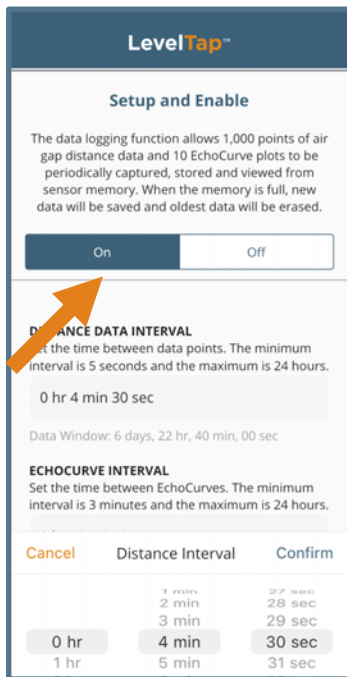 LevelTap™
Setup and Enable
The data logging function allows 1,000 points of air
gap distance data and 10 EchoCurve plots to be
periodically captured, stored and viewed from
sensor memory. When the memory is full, new
data will be saved and oldest data will be erased.
On Off
DISTANCE DATA INTERVAL
Set the time between data points. The minimum
interval is 5 seconds and the maximum is 24 hours.
0 hr 4 min 30 sec
Data Window: 6 days, 22 hr, 40 min, 00 sec
ECHOCURVE INTERVAL
Set the time between EchoCurves. The minimum
interval is 3 minutes and the maximum is 24 hours.
Cancel Distance Interval Confirm
1 min 27 sec
2 min 28 sec
3 min 29 sec
0 hr 4 min 30 sec
1 hr 5 min 31 sec